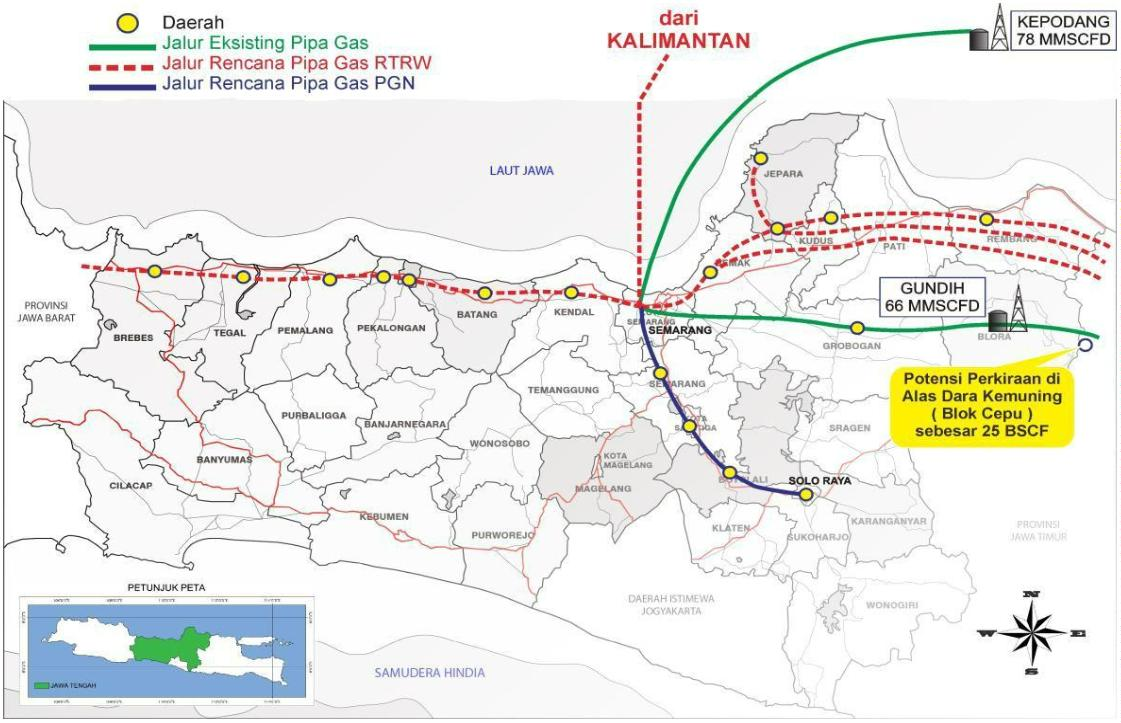 Daerah
Jalur Eksisting Pipa Gas
Jalur Rencana Pipa Gas RTRW
Jalur Rencana Pipa Gas PGN
dari
KALIMANTAN
KEPODANG
78 MMSCFD
LAUT JAWA
JEPARA
KUDUS
PATI
REMBANG
DEMAK
GUNDIH
66 MMSCFD
PROVINSI
JAWA BARAT
BREBES
TEGAL
PEMALANG
PEKALONGAN
BATANG
KENDAL
SEMARANG
SEMARANG
GROBOGAN
BLORA
Potensi Perkiraan di
Alas Dara Kemuning
( Blok Cepu )
sebesar 25 BSCF
TEMANGGUNG
SEMARANG
PURBALIGGA
BANJARNEGARA
WONOSOBO
KOTA
SRAGEN
BANYUMAS
KOTA
MAGELANG
MAGELANG
BOYOLALI
SOLO RAYA
CILACAP
KEBUMEN
PURWOREJO
KLATEN
SUKOHARJO
KARANGANYAR
PROVINSI
JAWA TIMUR
DAERAH ISTIMEWA
JOGYAKARTA
WONOGIRI
PETUNJUK PETA
JAWA TENGAH
SAMUDERA HINDIA
N
W
E
S